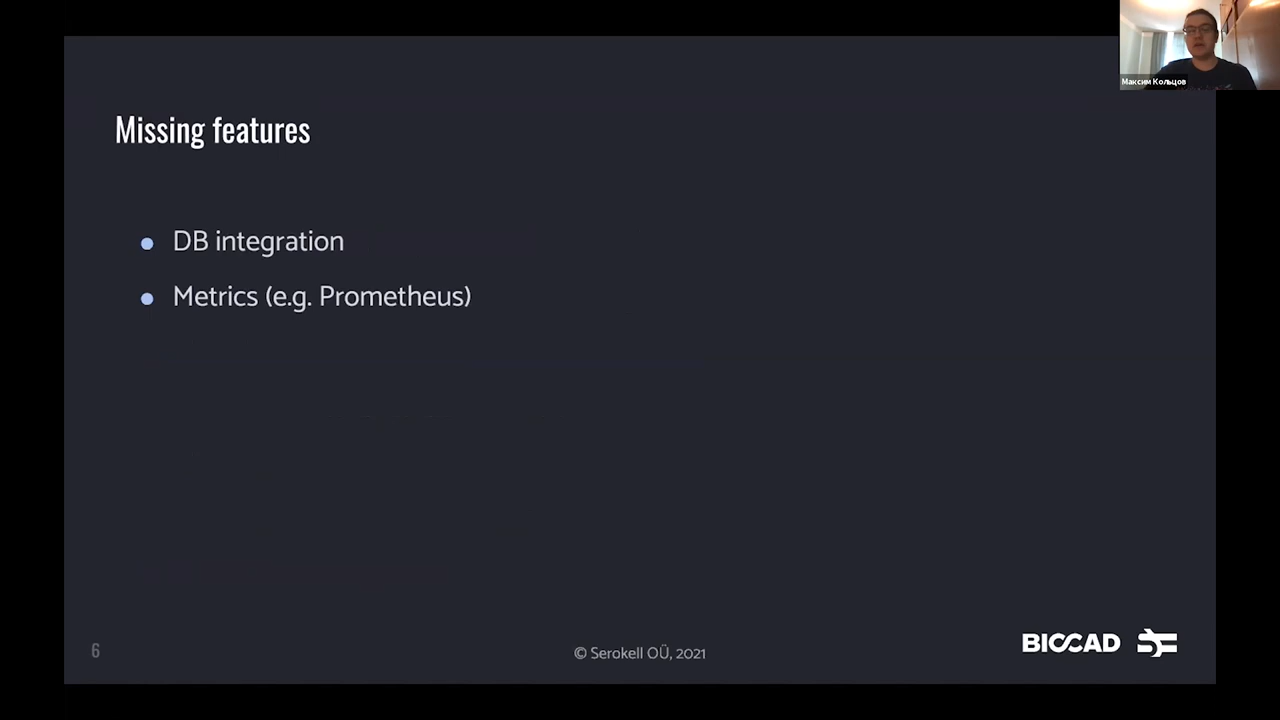 Максим Кольцов
Missing features
DB integration
Metrics (e.g. Prometheus)
6
© Serokell OÜ, 2021
BIOCAD